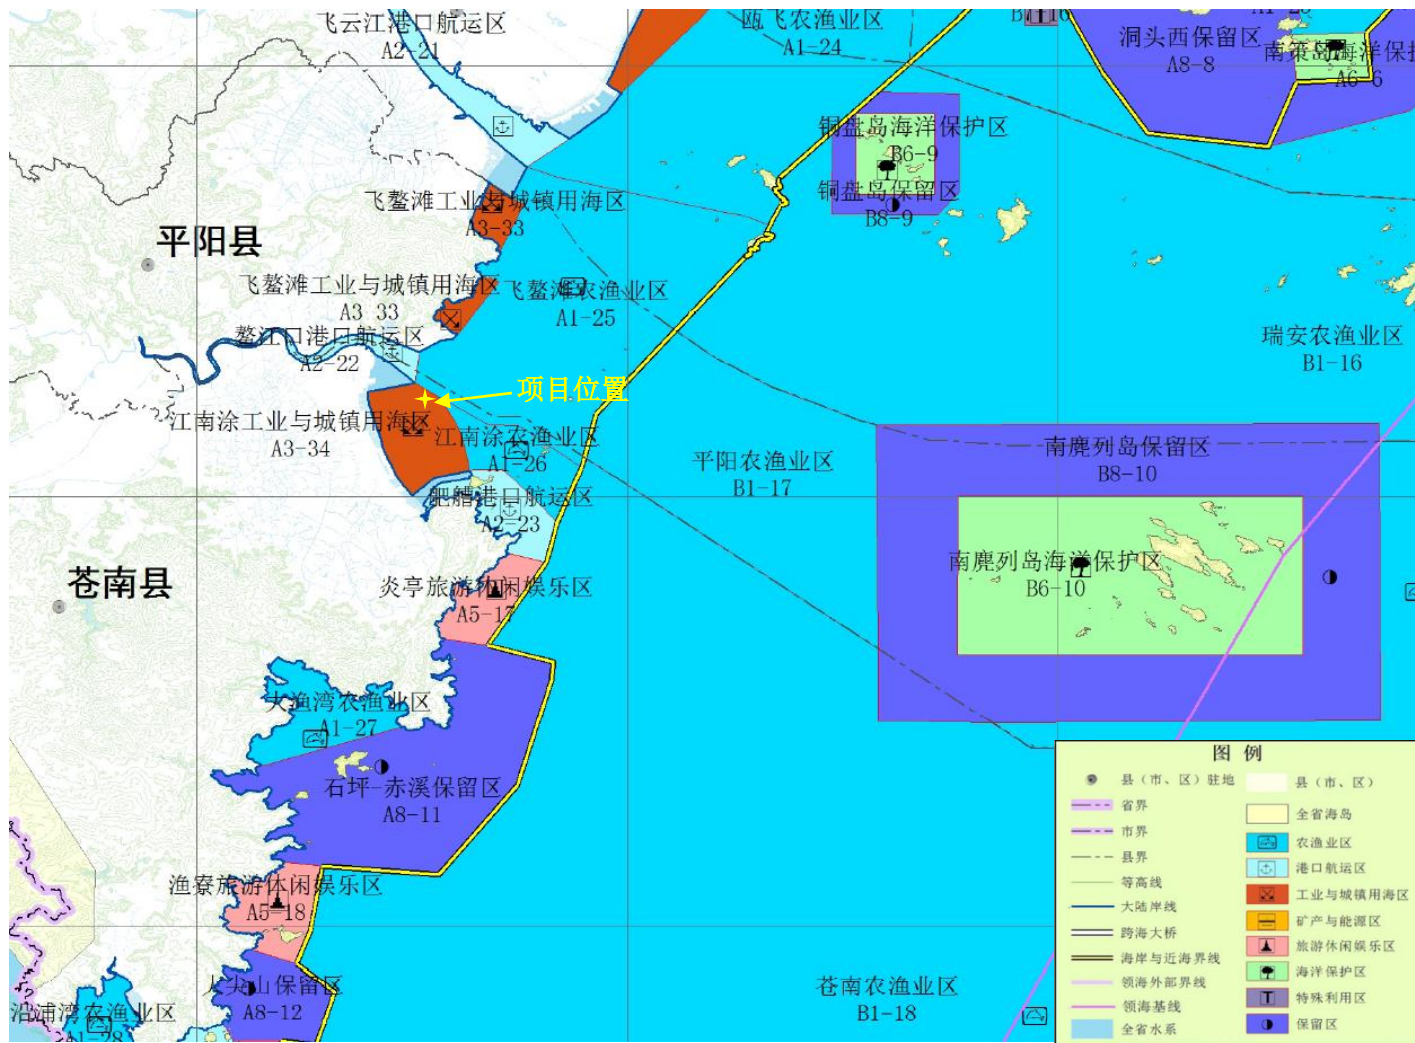 飞云江港口航运区
A2-21
瓯飞农渔业区
A1-24
洞头西保留区
A8-8
南策岛海洋保护
A6-6
铜盘岛海洋保护区
B6-9
铜盘岛保留区
B8-9
飞鳌滩工业与城镇用海区
A3-33
平阳县
飞鳌滩工业与城镇用海区
A3-33
飞鳌滩农渔业区
A1-25
鳌江口港口航运区
A2-22
瑞安农渔业区
B1-16
项目位置
江南涂工业与城镇用海区
A3-34
江南涂农渔业区
A1-26
平阳农渔业区
B1-17
南麂列岛保留区
B8-10
肥艚港口航运区
A2-23
南麂列岛海洋保护区
B6-10
苍南县
炎亭旅游休闲娱乐区
A5-17
大渔湾农渔业区
A1-27
石坪-赤溪保留区
A8-11
渔寮旅游休闲娱乐区
A5-18
大尖山保留区
A8-12
沿浦湾农渔业区
A1-28
苍南农渔业区
B1-18
图 例
县（市、区）驻地
县（市、区）
省界
全省海岛
市界
农渔业区
县界
港口航运区
等高线
工业与城镇用海区
大陆岸线
矿产与能源区
跨海大桥
旅游休闲娱乐区
海岸与近海界线
海洋保护区
领海外部界线
特殊利用区
领海基线
保留区
全省水系